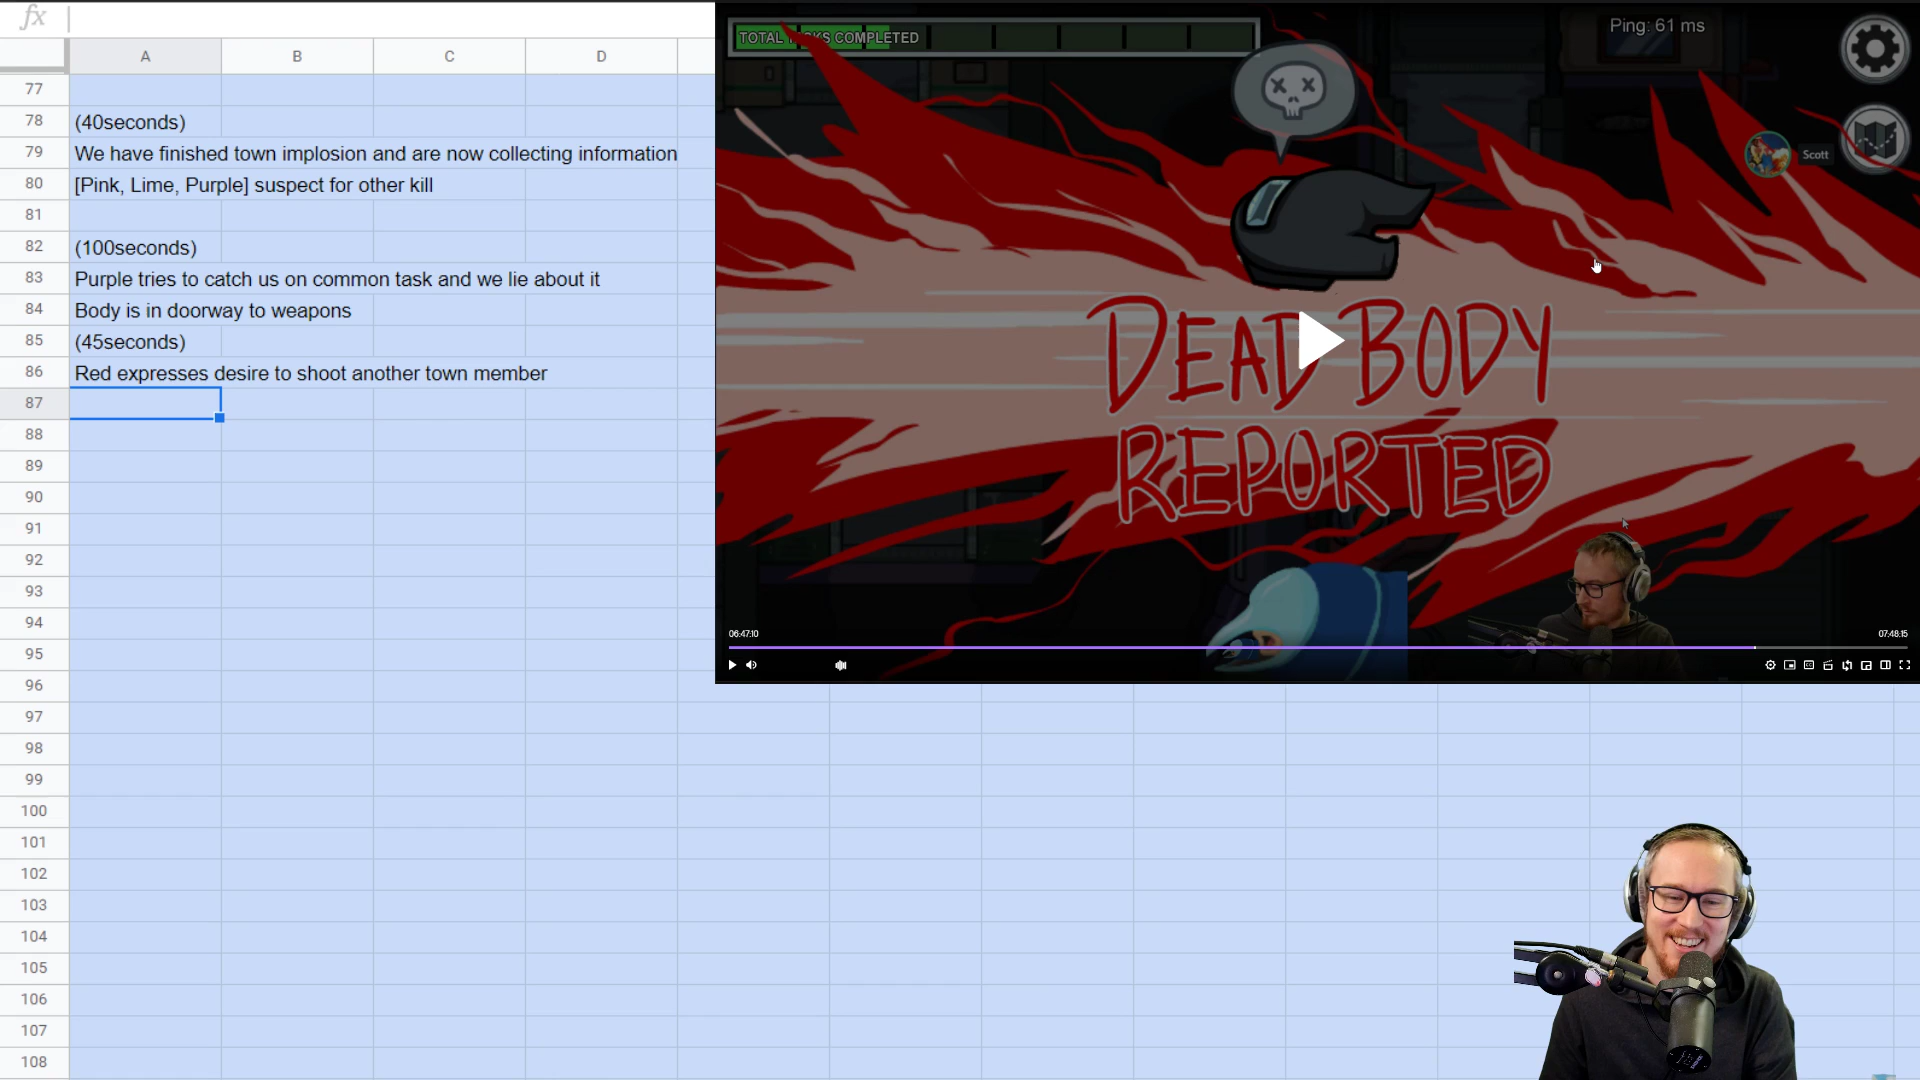 fx
A B C D
77
78 (40seconds)
79 We have finished town implosion and are now collecting information
80 [Pink, Lime, Purple] suspect for other kill
81
82 (100seconds)
83 Purple tries to catch us on common task and we lie about it
84 Body is in doorway to weapons
85 (45seconds)
86 Red expresses desire to shoot another town member
87
88
89
90
91
92
93
94
95
96
97
98
99
100
101
102
103
104
105
106
107
108
TOTAL TASKS COMPLETED
Ping: 61 ms
Scott
DEAD BODY
REPORTED
06:47:10
07:48:15